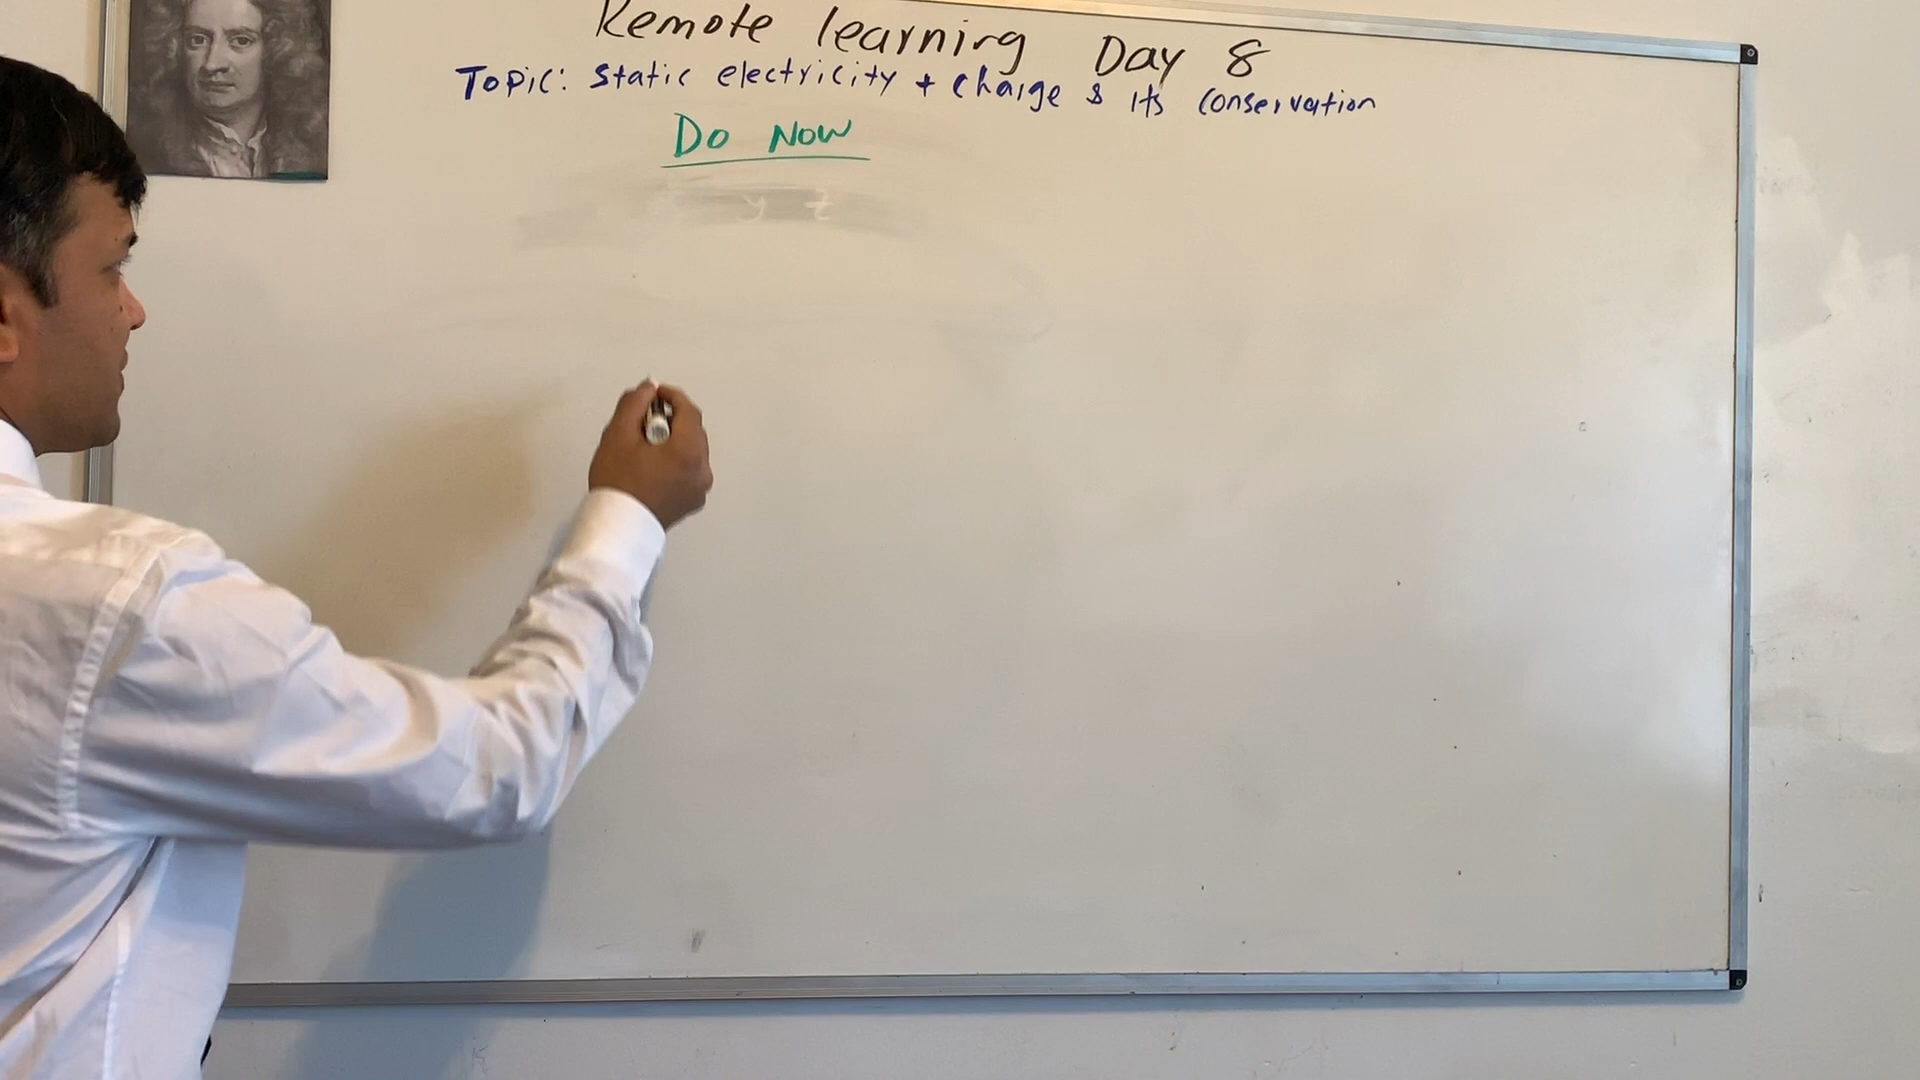 Remote learning Day 8
Topic: Static electricity + Charge & Its Conservation
Do Now
y t